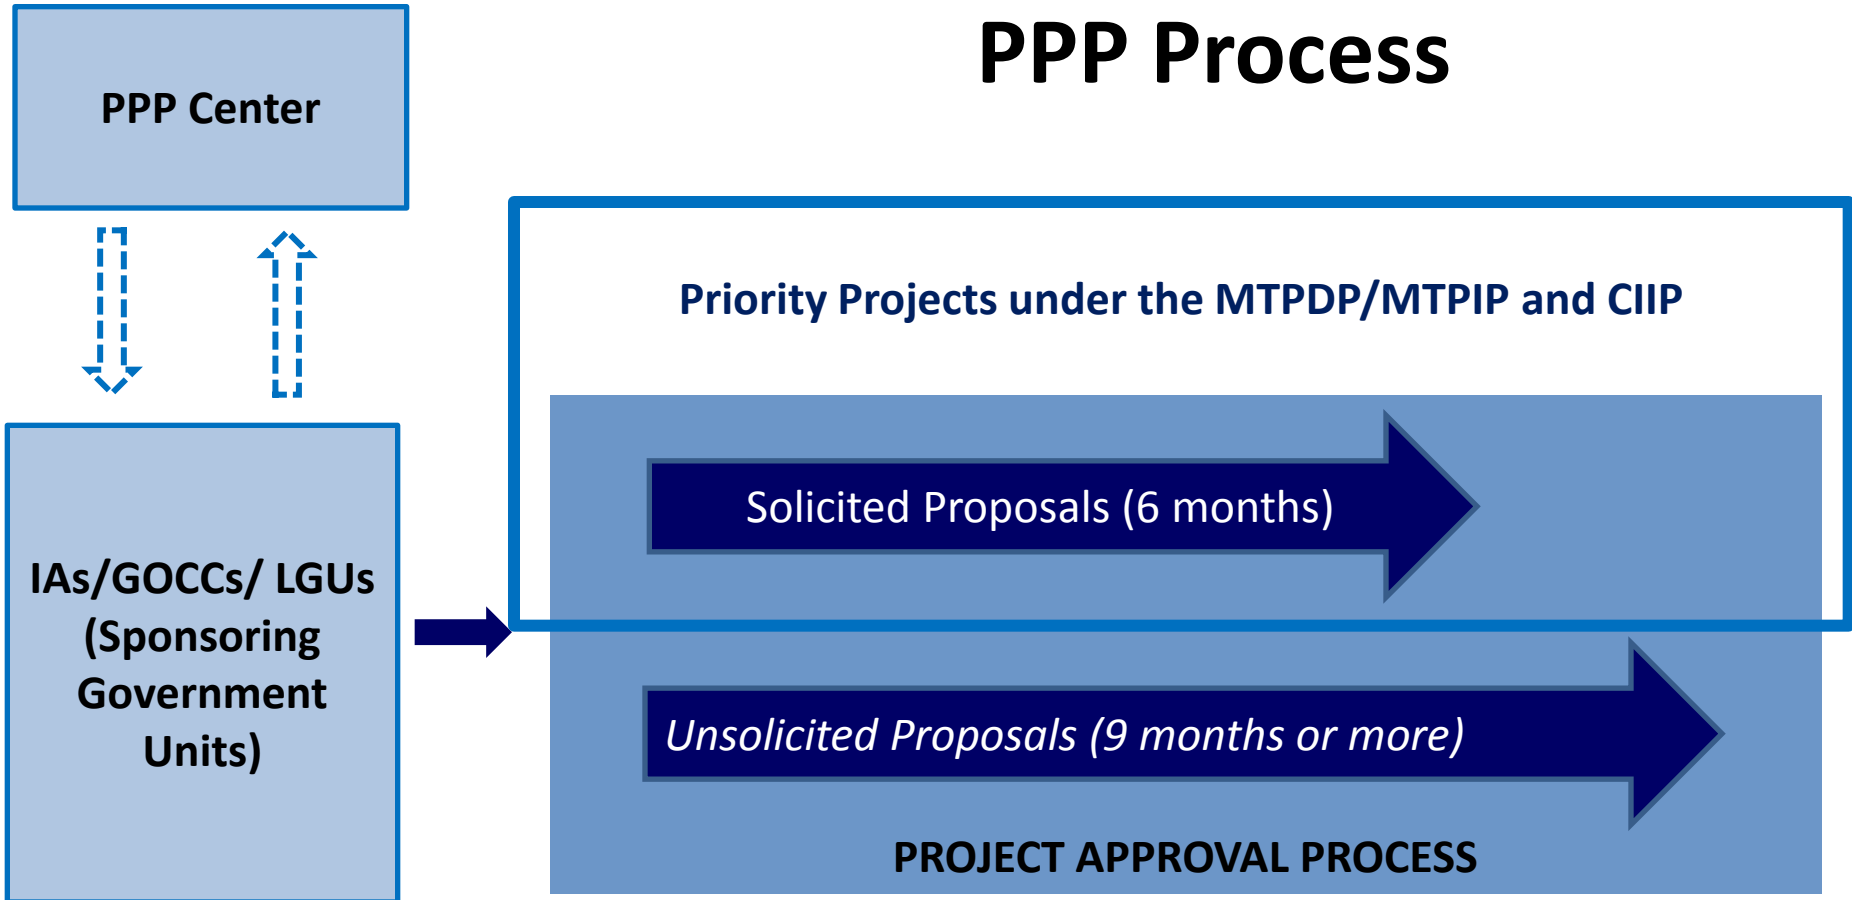 PPP Process
PPP Center
Priority Projects under the MTPDP/MTPIP and CIIP
Solicited Proposals (6 months)
IAs/GOCCs/ LGUs
(Sponsoring
Government
Units)
Unsolicited Proposals (9 months or more)
PROJECT APPROVAL PROCESS